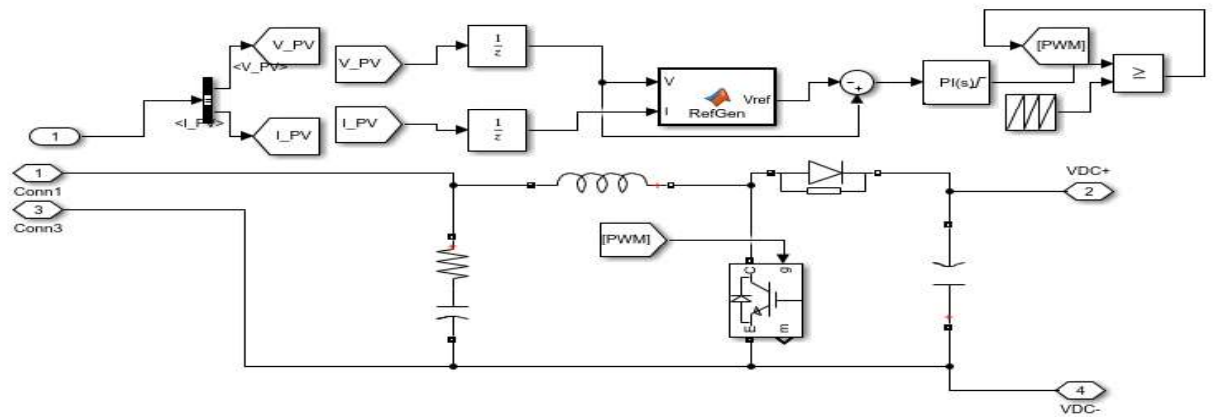 V_PV
<V_PV>
V_PV
1
z
V
I
Vref
RefGen
- +
PI(s)
[PWM]
≥
1
<I_PV>
I_PV
I_PV
1
z
1
Conn1
3
Conn3
[PWM]
C
g
E
m
VDC+
2
4
VDC-